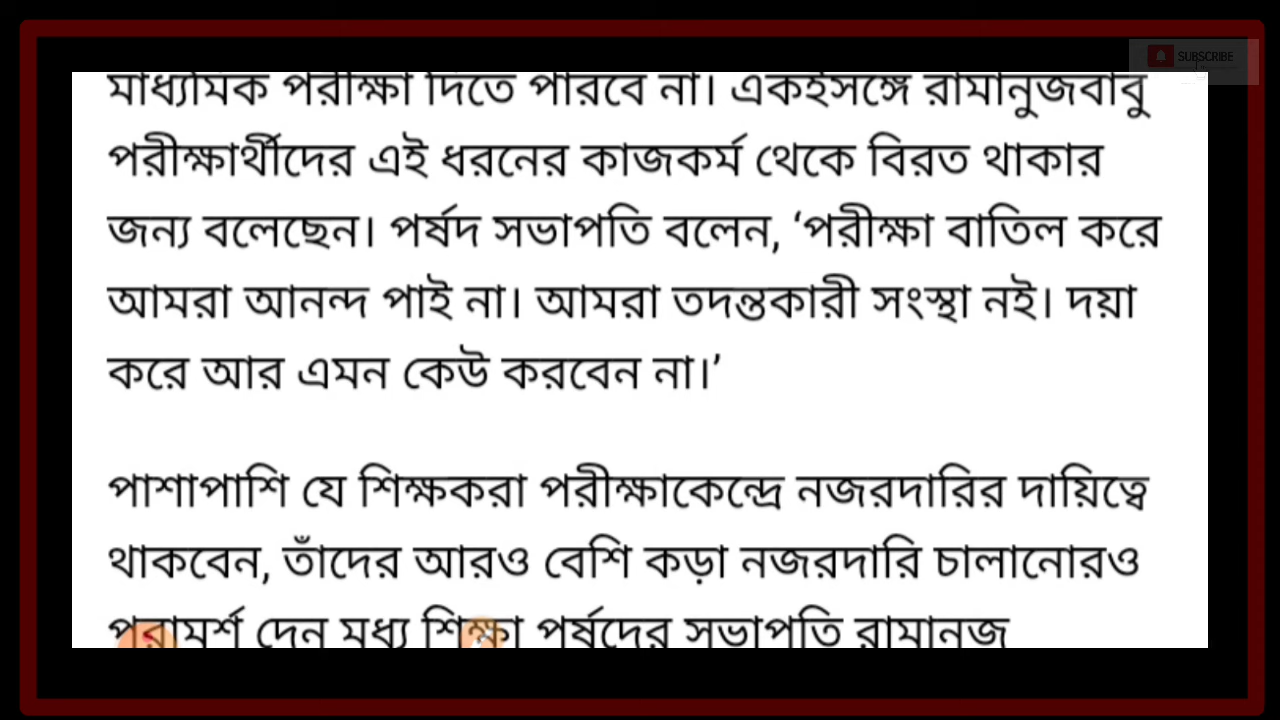 SUBSCRIBE
মাধ্যমিক পরীক্ষা দিতে পারবে না। একইসঙ্গে রামানুজবাবু
পরীক্ষার্থীদের এই ধরনের কাজকর্ম থেকে বিরত থাকার
জন্য বলেছেন। পর্ষদ সভাপতি বলেন, ‘পরীক্ষা বাতিল করে
আমরা আনন্দ পাই না। আমরা তদন্তকারী সংস্থা নই। দয়া
করে আর এমন কেউ করবেন না।’
পাশাপাশি যে শিক্ষকরা পরীক্ষাকেন্দ্রে নজরদারির দায়িত্বে
থাকবেন, তাঁদের আরও বেশি কড়া নজরদারি চালানোরও
পরামর্শ দেন মধ্য শিক্ষা পর্ষদের সভাপতি রামানুজ